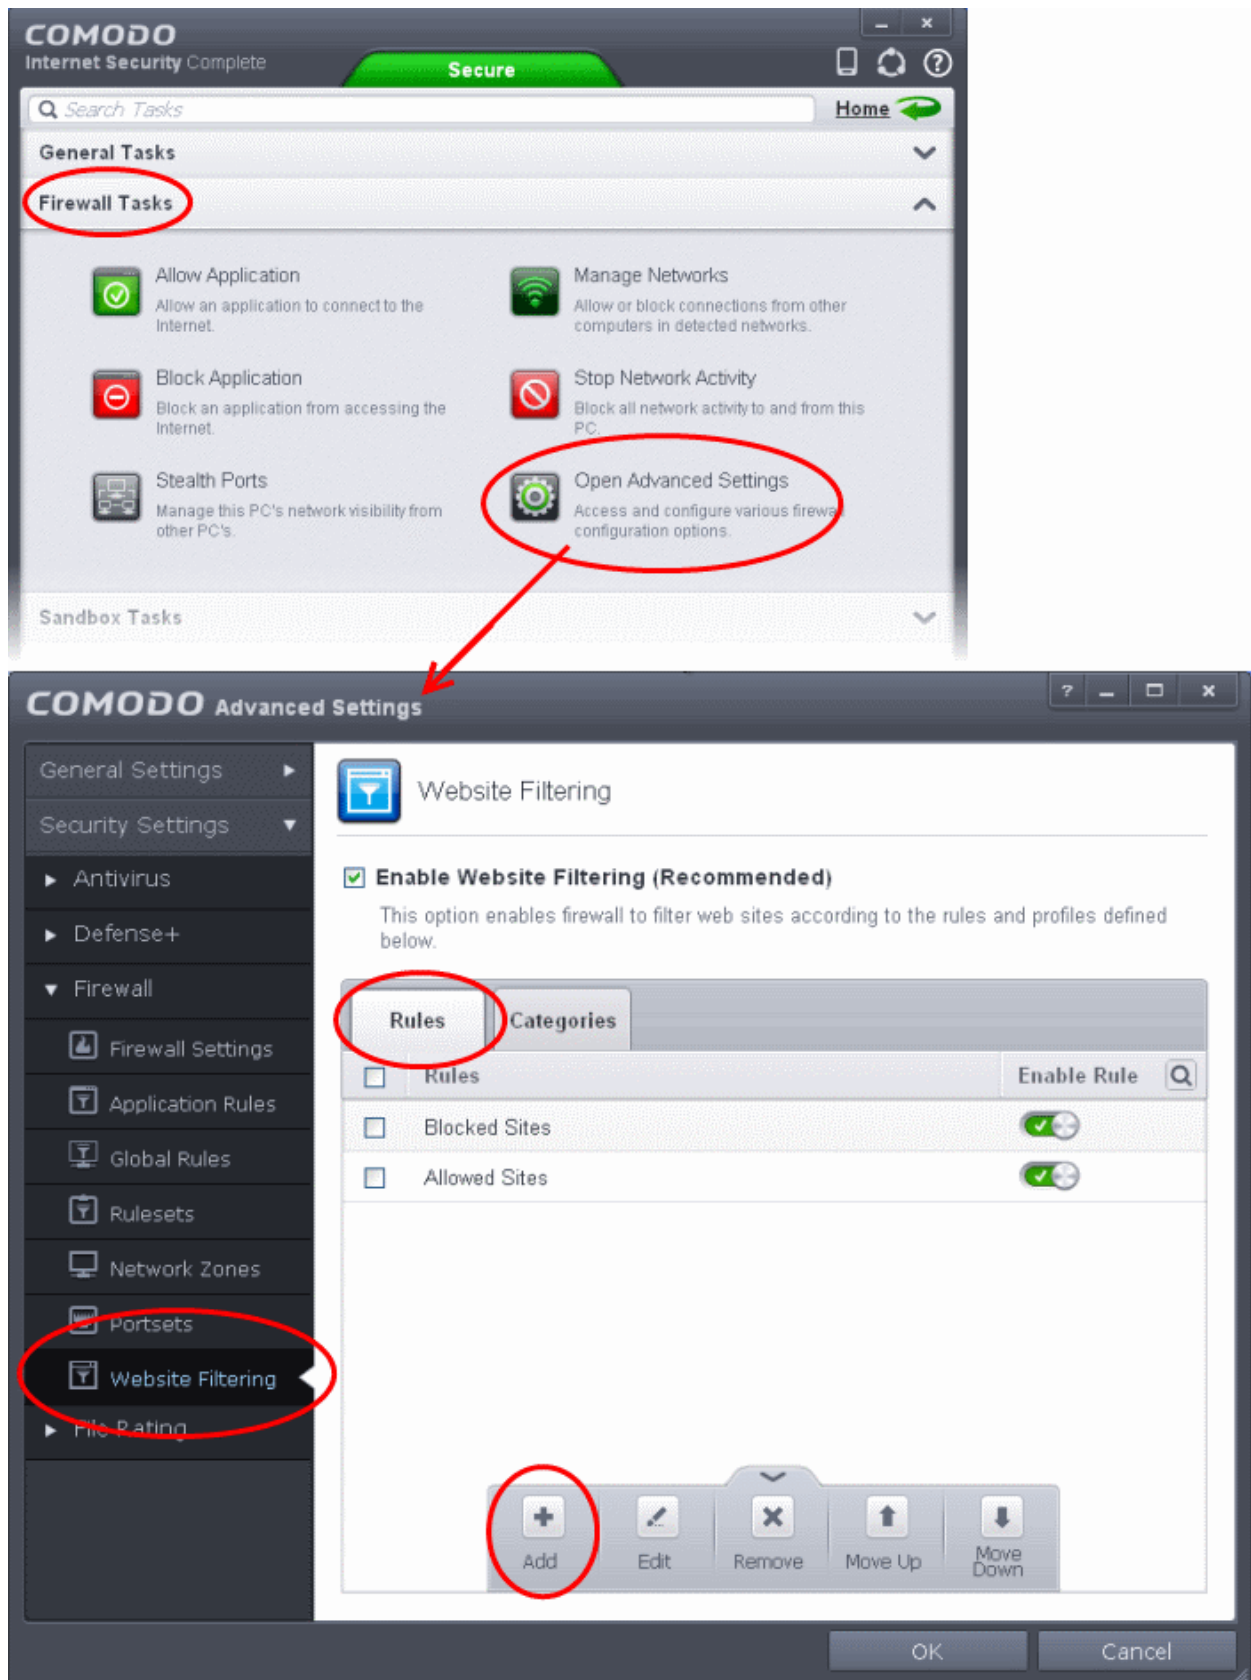 COMODO
Internet Security Complete
Secure
Search Tasks
Home
General Tasks
Firewall Tasks
Allow Application
Allow an application to connect to the
Internet.
Manage Networks
Allow or block connections from other
computers in detected networks.
Block Application
Block an application from accessing the
Internet.
Stop Network Activity
Block all network activity to and from this
PC.
Stealth Ports
Manage this PC's network visibility from
other PC's.
Open Advanced Settings
Access and configure various firewall
configuration options.
Sandbox Tasks
COMODO Advanced Settings
General Settings
Security Settings
Antivirus
Defense+
Firewall
Firewall Settings
Application Rules
Global Rules
Rulesets
Network Zones
Portsets
Website Filtering
File Rating
Website Filtering
Enable Website Filtering (Recommended)
This option enables firewall to filter web sites according to the rules and profiles defined
below.
Rules
Categories
Rules
Enable Rule
Blocked Sites
Allowed Sites
Add
Edit
Remove
Move Up
Move
Down
OK
Cancel